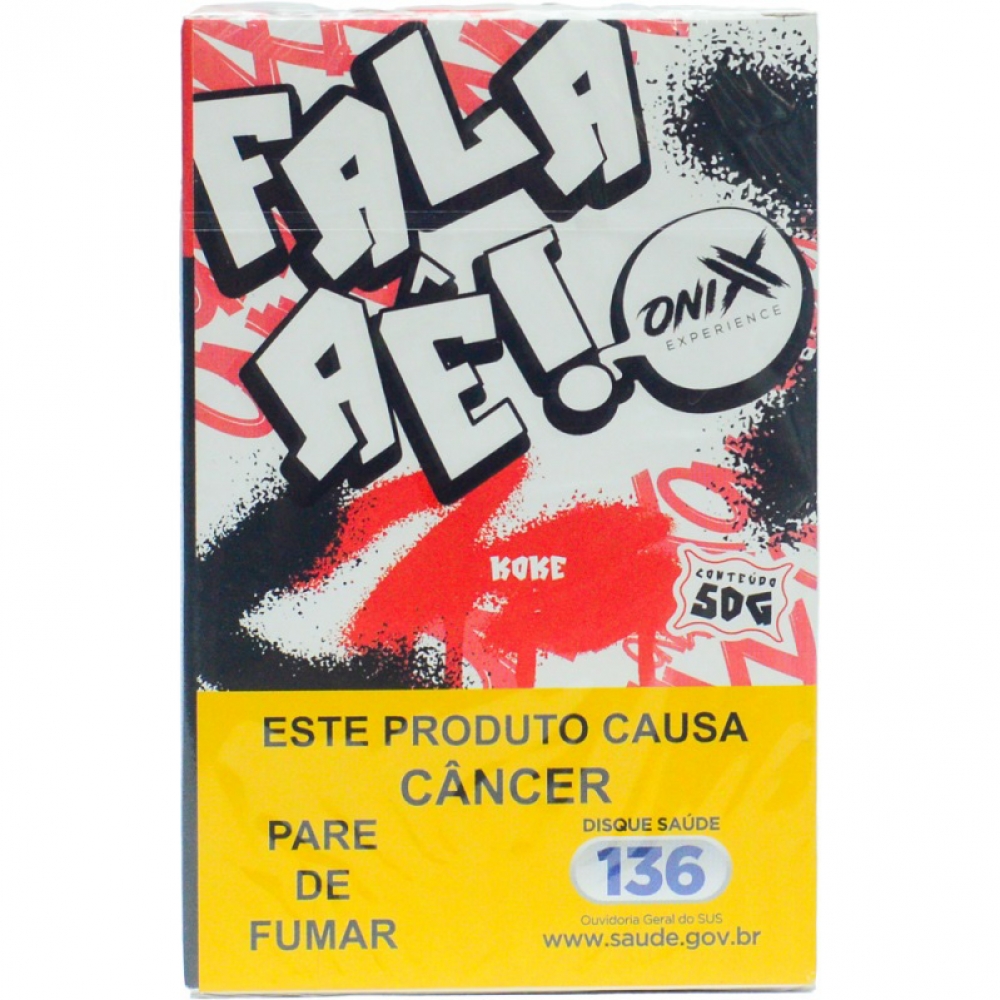 FALA
AÊ!
ONIX
EXPERIENCE
KOKE
CONTEÚDO
50G
ESTE PRODUTO CAUSA
CÂNCER
PARE
DE
FUMAR
DISQUE SAÚDE
136
Ouvidoria Geral do SUS
www.saude.gov.br